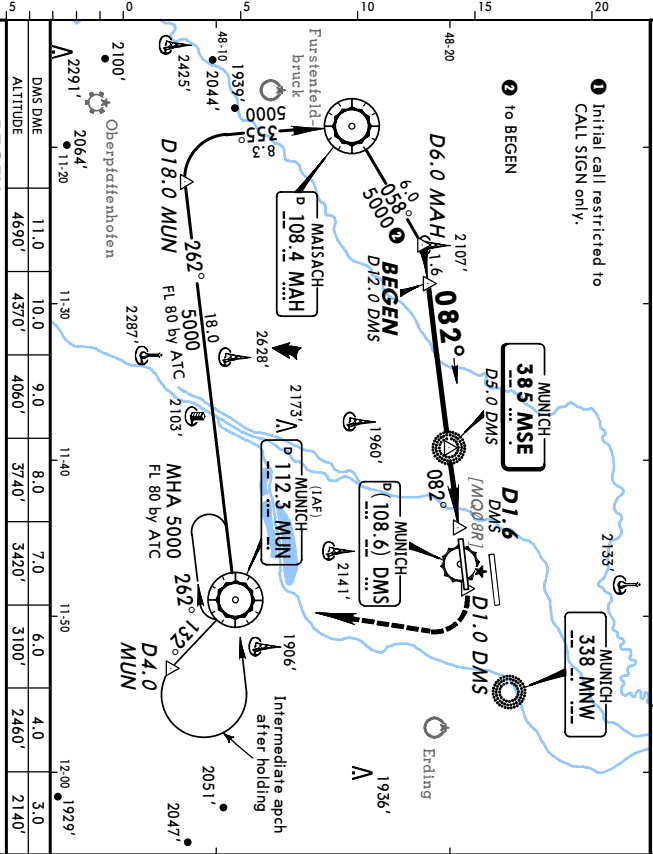 5
0
5
10
15
20
❶ Initial call restricted to
CALL SIGN only.
❷ to BEGEN
48-10
48-20
Furstenfeld-
bruck
2100'
2291'
2425'
2044'
1939'
Oberpfaffenhofen
2064'
11-20
11-30
11-40
11-50
12-00
8.3
355°
5000
MAISACH
D 108.4 MAH
D18.0 MUN
262°
18.0
5000
FL 80 by ATC
D6.0 MAH
6.0
058°
5000 ❷
2107'
1.6
BEGEN
D12.0 DMS
082°
MUNICH
385 MSE
D5.0 DMS
082°
D1.6
DMS
[MQ08R]
MUNICH
D (108.6) DMS
D1.0 DMS
MUNICH
338 MNW
2133'
2287'
2628'
2103'
2173'
1960'
2141'
(IAF)
MUNICH
D 112.3 MUN
MHA 5000
FL 80 by ATC
262°
132°
D4.0
MUN
1906'
Intermediate apch
after holding
Erding
1936'
2051'
2047'
1929'
DMS DME 11.0 10.0 9.0 8.0 7.0 6.0 4.0 3.0
ALTITUDE 4690' 4370' 4060' 3740' 3420' 3100' 2460' 2140'